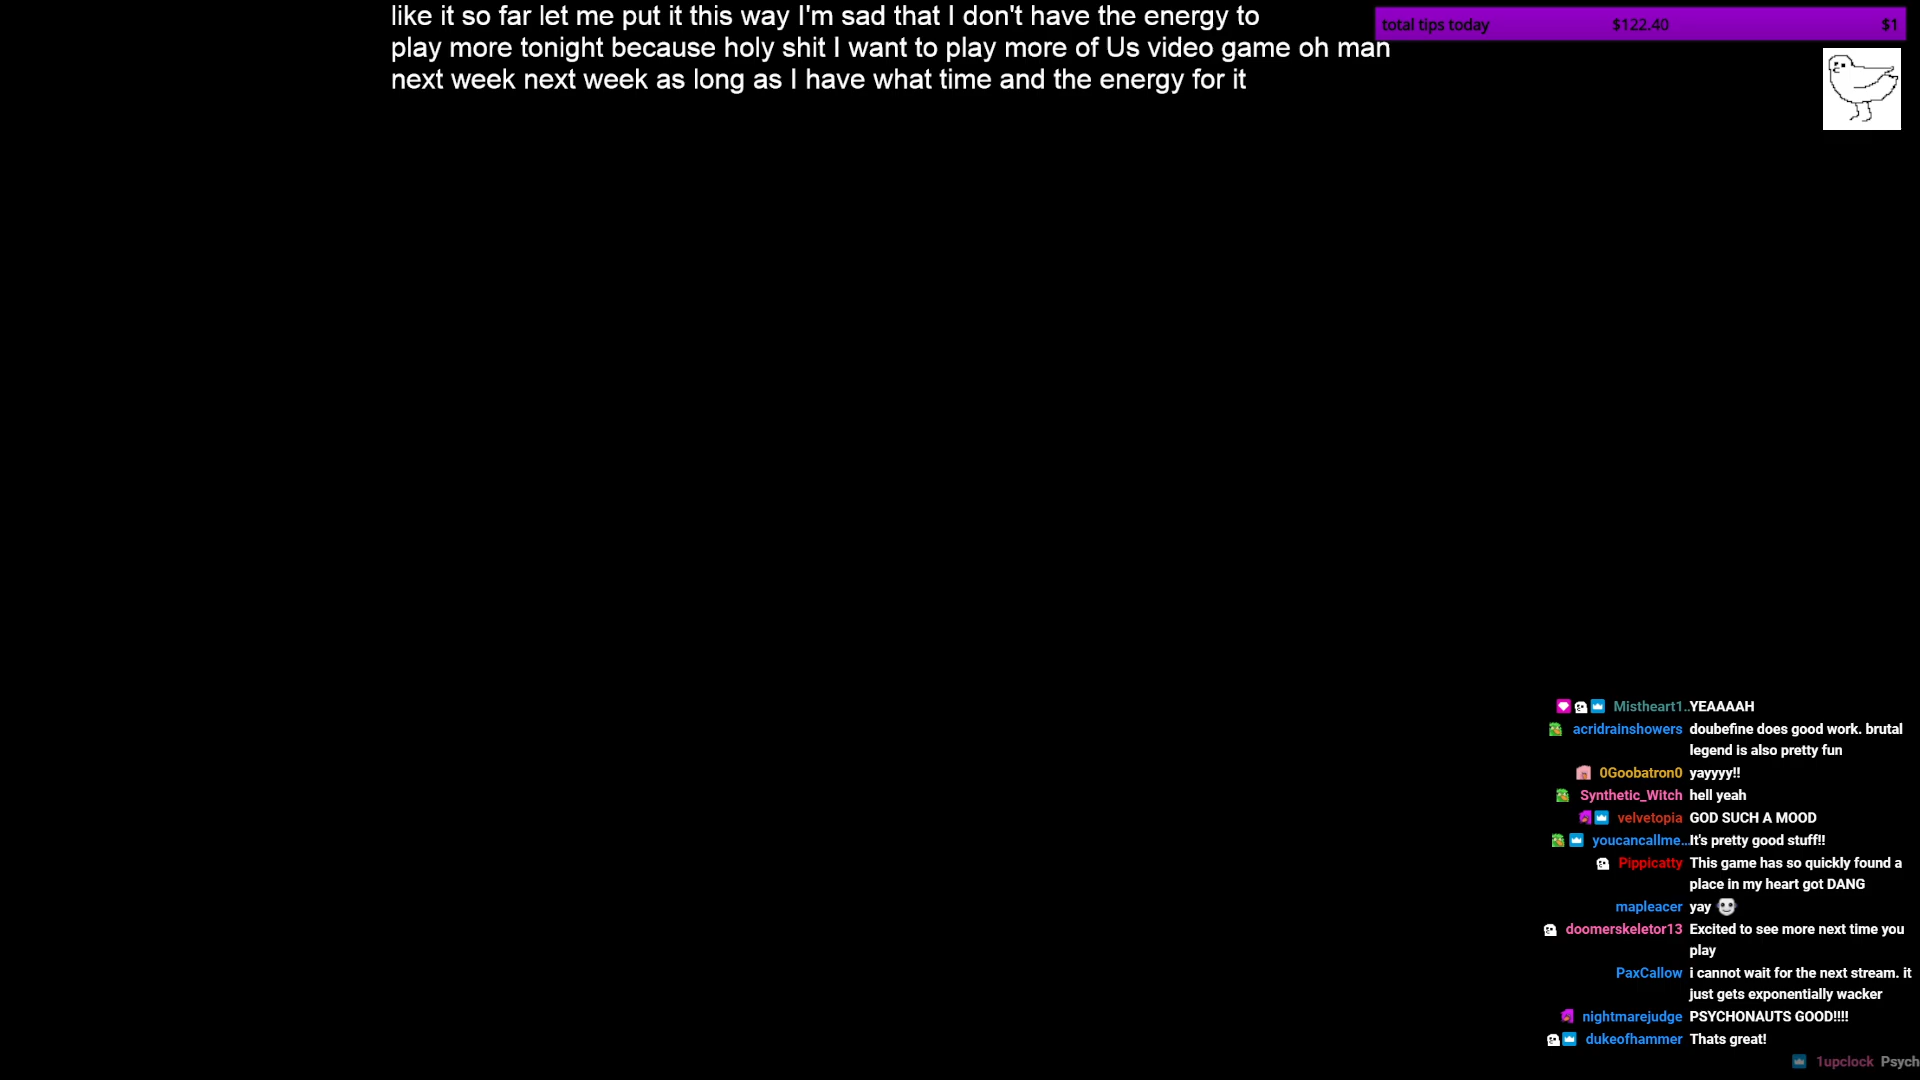 like it so far let me put it this way I'm sad that I don't have the energy to
play more tonight because holy shit I want to play more of Us video game oh man
next week next week as long as I have what time and the energy for it
total tips today $122.40 $1
Mistheart1.. YEAAAAH
acridrainshowers doubefine does good work. brutal
legend is also pretty fun
0Goobatron0 yayyyy!!
Synthetic_Witch hell yeah
velvetopia GOD SUCH A MOOD
youcancallme.. It's pretty good stuff!!
Pippicatty This game has so quickly found a
place in my heart got DANG
mapleacer yay
doomerskeletor13 Excited to see more next time you
play
PaxCallow i cannot wait for the next stream. it
just gets exponentially wacker
nightmarejudge PSYCHONAUTS GOOD!!!!
dukeofhammer Thats great!
1upclock Psych